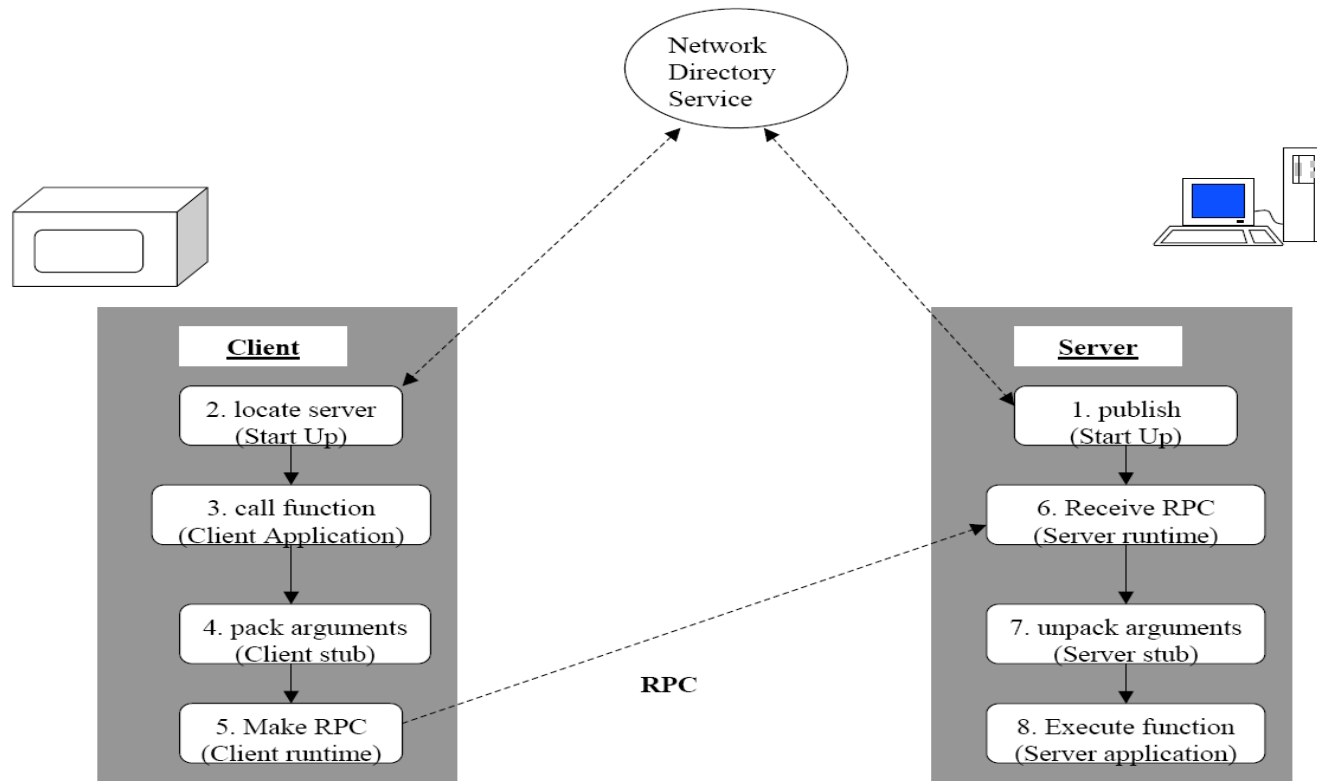 Network
Directory
Service
Client
2. locate server
(Start Up)
3. call function
(Client Application)
4. pack arguments
(Client stub)
5. Make RPC
(Client runtime)
RPC
Server
1. publish
(Start Up)
6. Receive RPC
(Server runtime)
7. unpack arguments
(Server stub)
8. Execute function
(Server application)